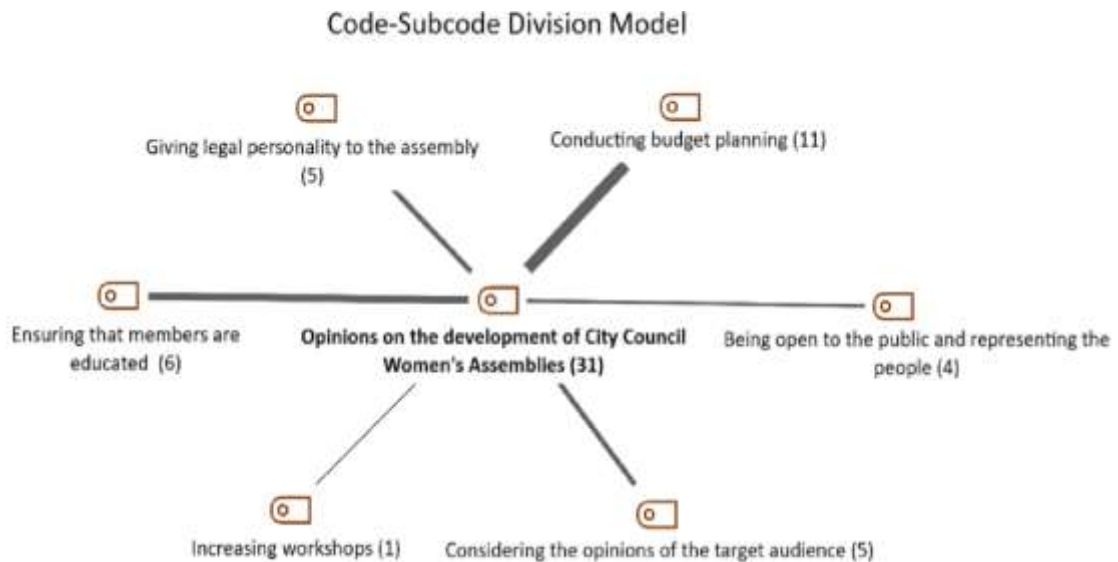 Code-Subcode Division Model
Giving legal personality to the assembly
(5)
Conducting budget planning (11)
Ensuring that members are
educated (6)
Opinions on the development of City Council
Women's Assemblies (31)
Being open to the public and representing the
people (4)
Increasing workshops (1)
Considering the opinions of the target audience (5)